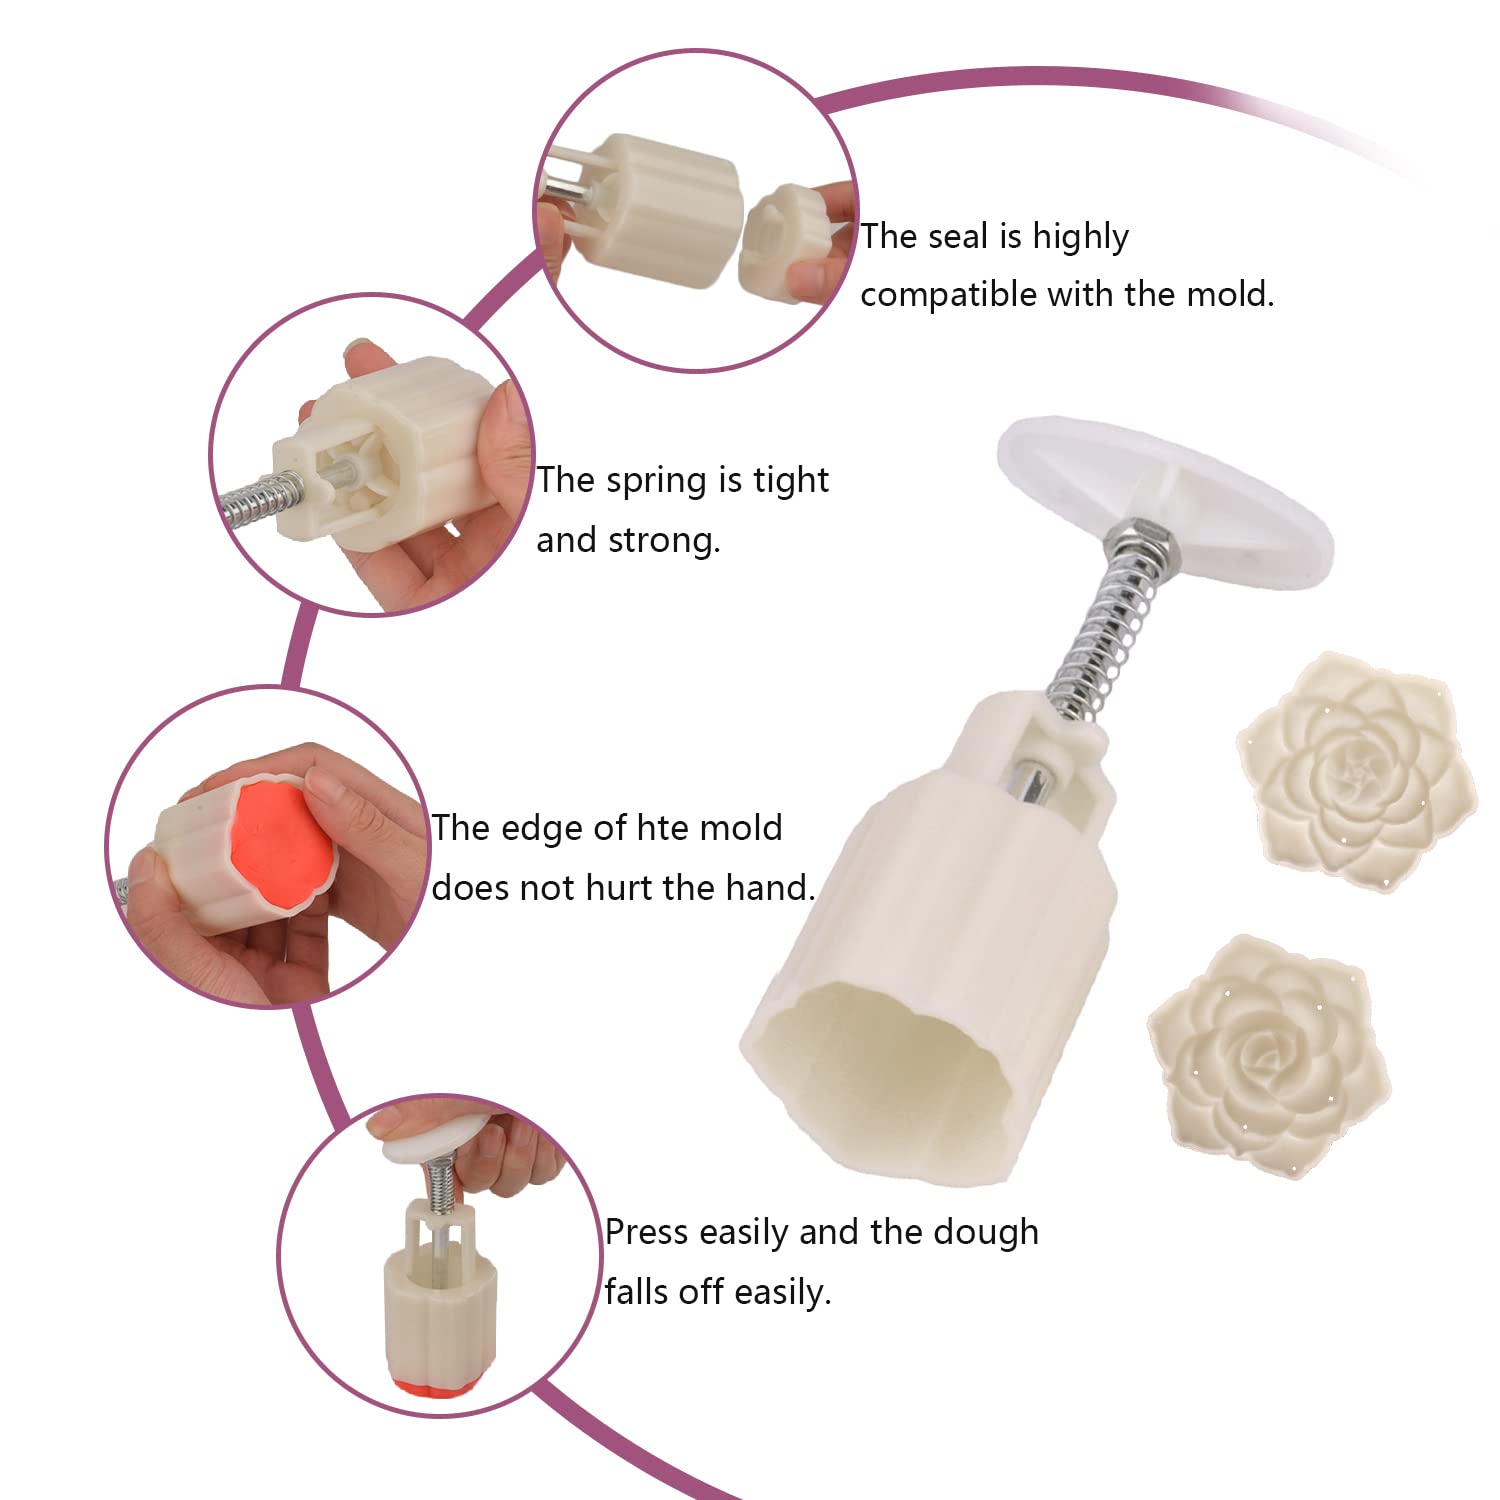 The seal is highly
compatible with the mold.
The spring is tight
and strong.
The edge of hte mold
does not hurt the hand.
Press easily and the dough
falls off easily.